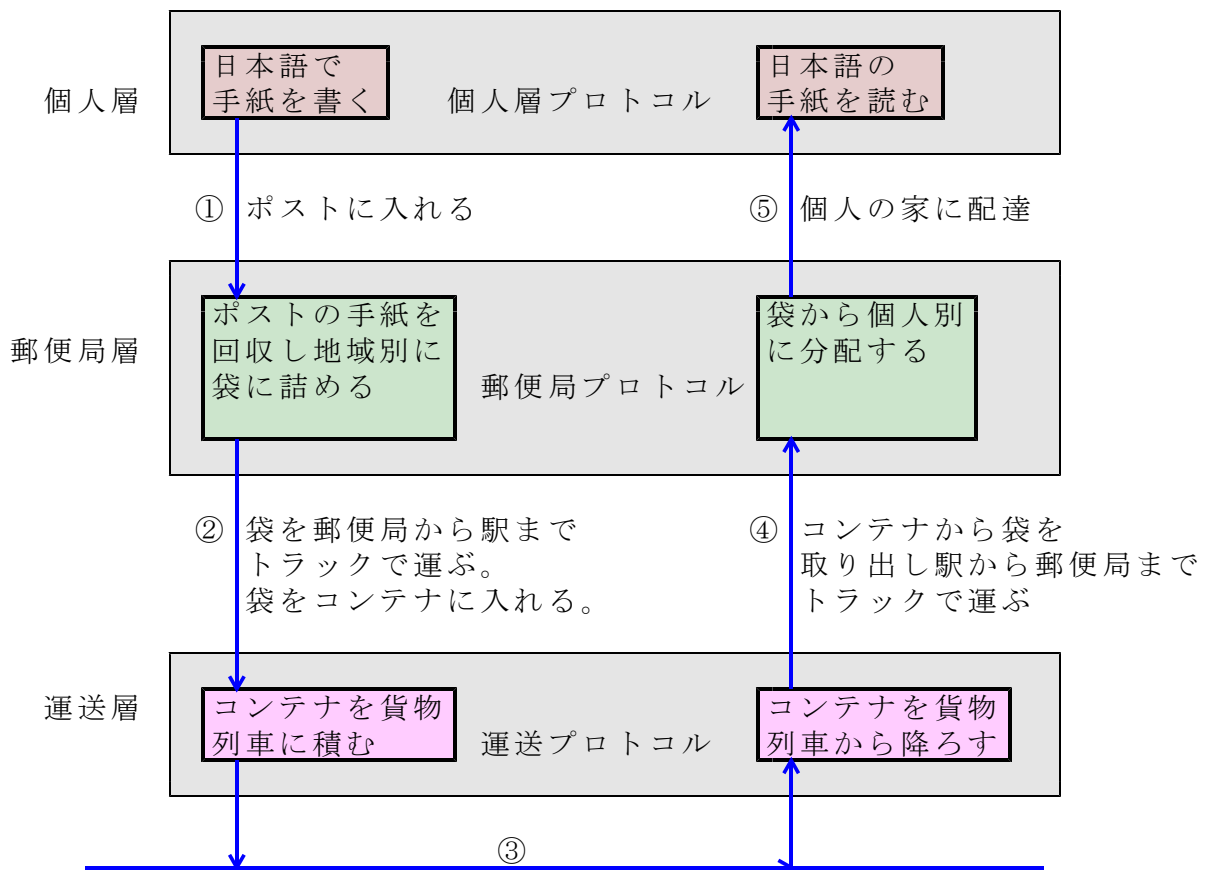 日本語で
手紙を書く
個人層
個人層プロトコル
日本語の
手紙を読む
① ポストに入れる
⑤ 個人の家に配達
郵便局層
ポストの手紙を
回収し地域別に
袋に詰める
郵便局プロトコル
袋から個人別
に分配する
② 袋を郵便局から駅まで
トラックで運ぶ。
袋をコンテナに入れる。
④ コンテナから袋を
取り出し駅から郵便局まで
トラックで運ぶ
運送層
コンテナを貨物
列車に積む
運送プロトコル
コンテナを貨物
列車から降ろす
③